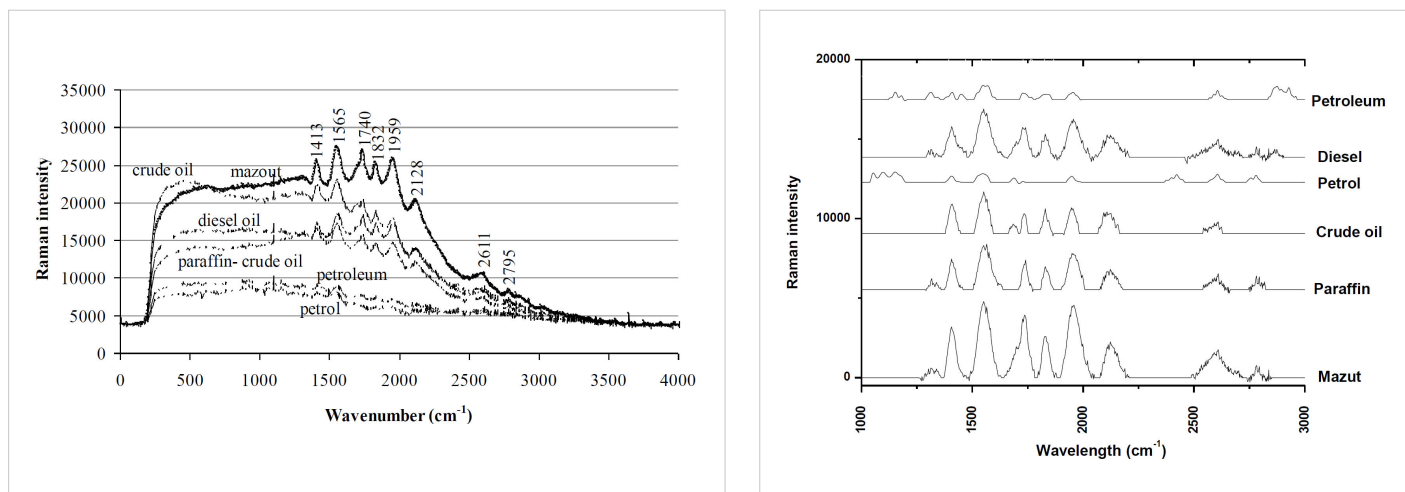 35000
30000
25000
20000
15000
10000
5000
0
Raman intensity
1413
1565
1740
1832
1959
2128
2611
2795
crude oil
mazout
diesel oil
paraffin- crude oil
petroleum
petrol
0 500 1000 1500 2000 2500 3000 3500 4000
Wavenumber (cm-1)
20000
10000
0
Raman intensity
Petroleum
Diesel
Petrol
Crude oil
Paraffin
Mazut
1000 1500 2000 2500 3000
Wavelength (cm-1)